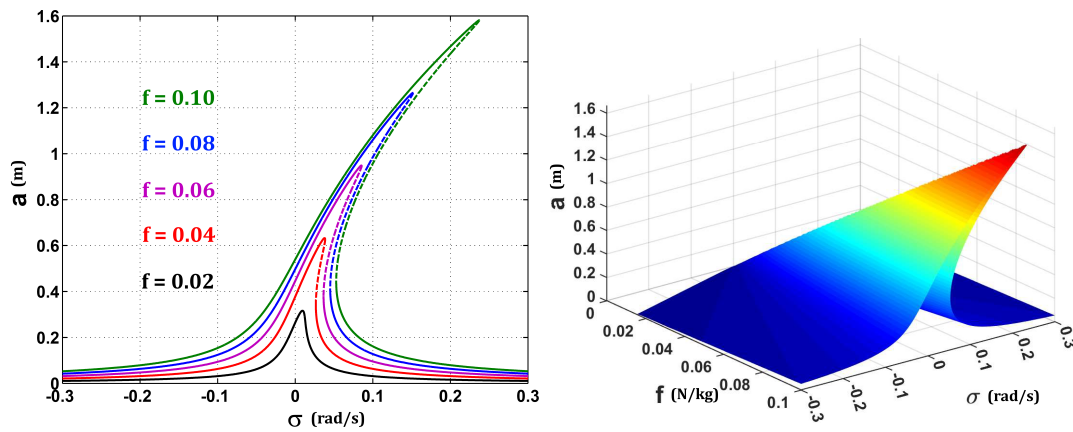 1.6
1.4
1.2
1
0.8
0.6
0.4
0.2
0
a (m)
f = 0.10
f = 0.08
f = 0.06
f = 0.04
f = 0.02
-0.3 -0.2 -0.1 0 0.1 0.2 0.3
σ (rad/s)
1.6
1.4
1.2
1
0.8
0.6
0.4
0.2
0
a (m)
0
0.02
0.04
0.06
0.08
0.1
f (N/kg)
-0.3
-0.2
-0.1
0
0.1
0.2
0.3
σ (rad/s)